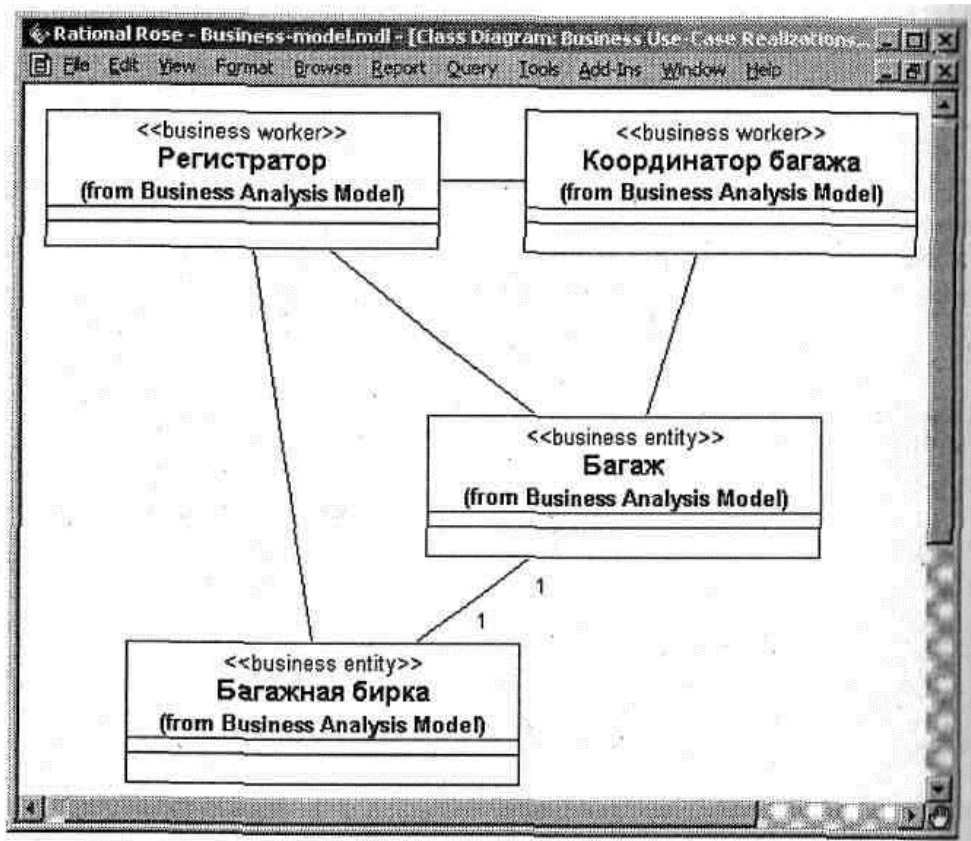 Rational Rose - Business-model.mdl - [Class Diagram: Business Use-Case Realizations...
File Edit View Format Browse Report Query Tools Add-Ins Window Help
<<business worker>>
Регистратор
(from Business Analysis Model)
<<business worker>>
Координатор багажа
(from Business Analysis Model)
<<business entity>>
Багаж
(from Business Analysis Model)
1
1
<<business entity>>
Багажная бирка
(from Business Analysis Model)